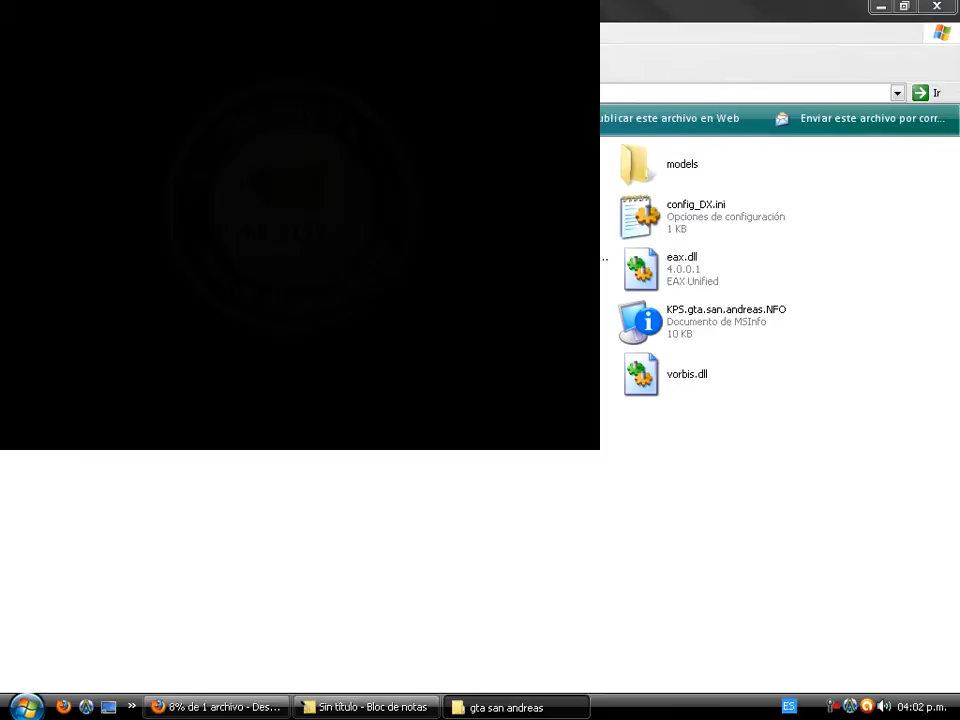 Ir
ublicar este archivo en Web
Enviar este archivo por corr...
models
config_DX.ini
Opciones de configuración
1 KB
..
eax.dll
4.0.0.1
EAX Unified
KPS.gta.san.andreas.NFO
Documento de MSInfo
10 KB
vorbis.dll
8% de 1 archivo - Des...
Sin título - Bloc de notas
gta san andreas
ES
04:02 p.m.